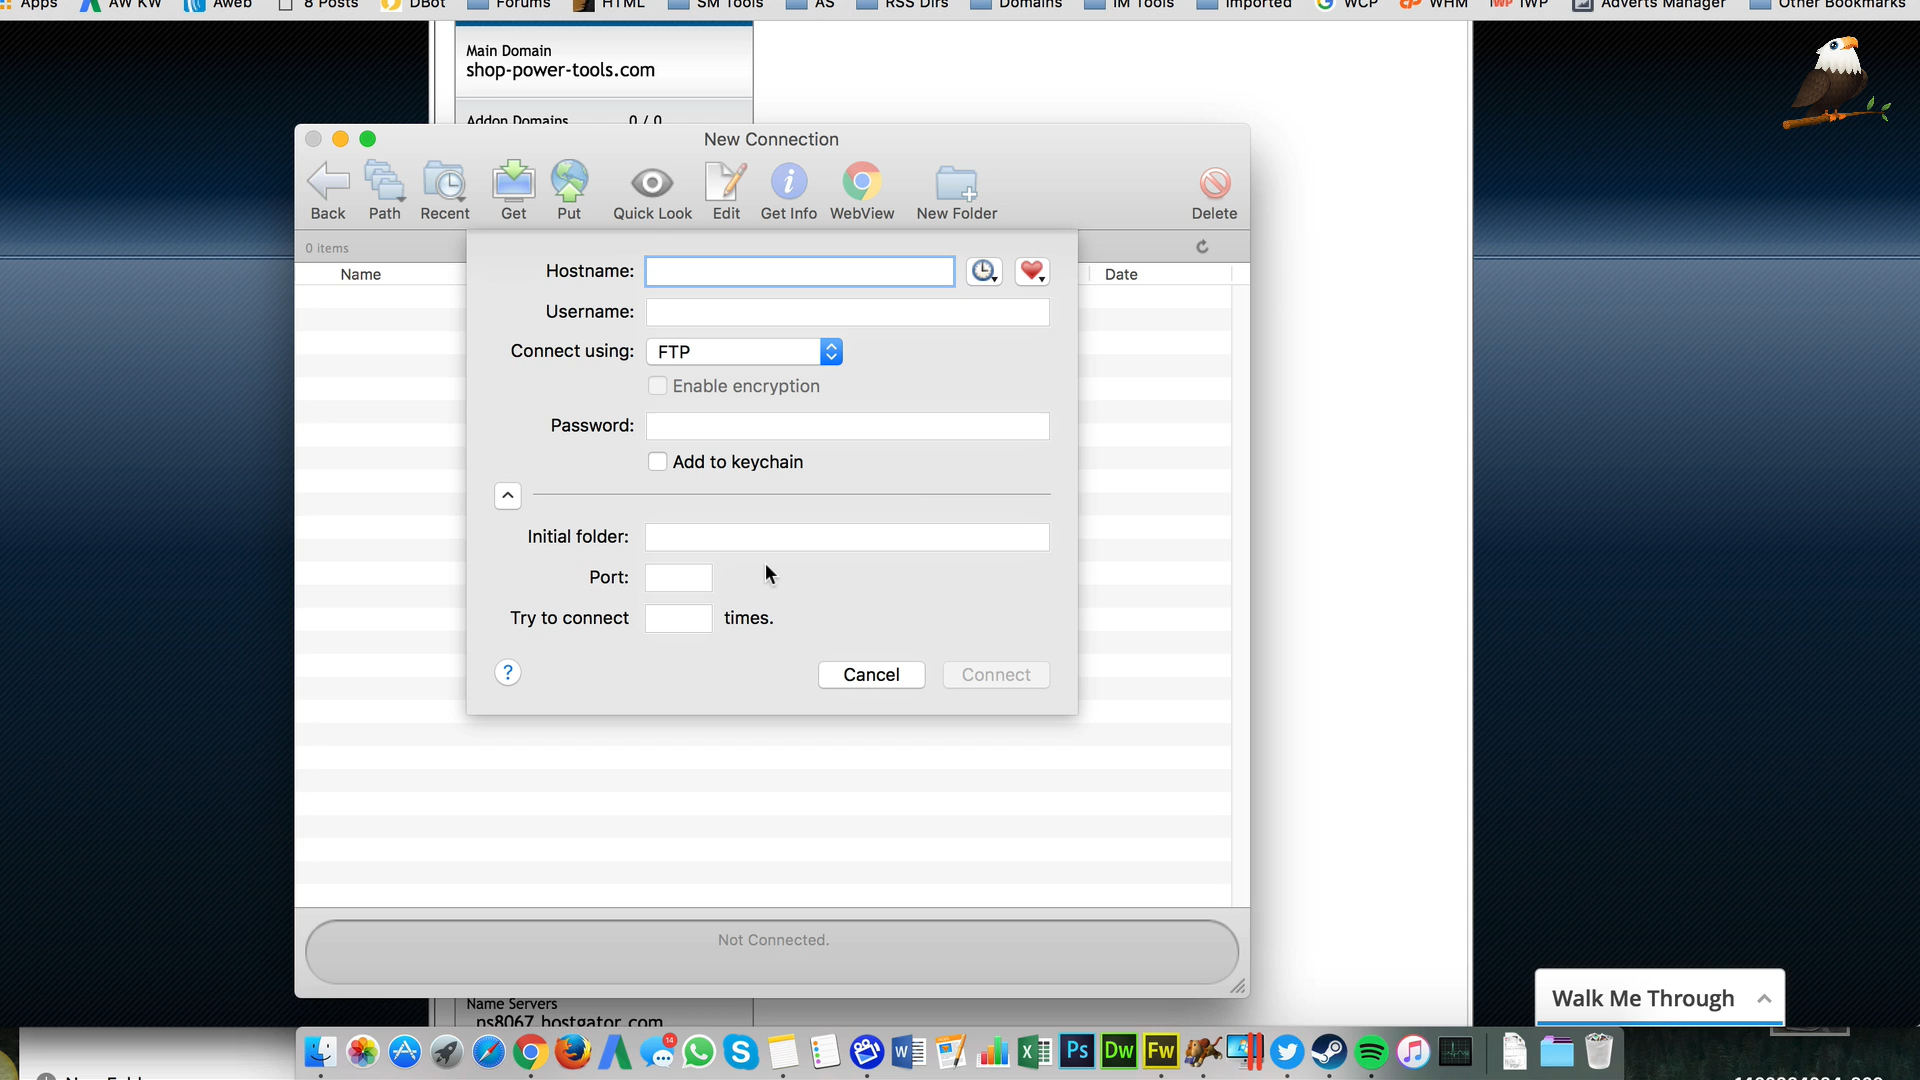 Apps AW KW Aweb 8 Posts DBot Forums HTML SM Tools AS RSS Dirs Domains IM Tools Imported WCP WHM IWP Adverts Manager Other Bookmarks
Main Domain
shop-power-tools.com
Addon Domains 0 / 0
New Connection
Back Path Recent Get Put Quick Look Edit Get Info WebView New Folder Delete
0 items
Name Date
Hostname:
Username:
Connect using: FTP
Enable encryption
Password:
Add to keychain
Initial folder:
Port:
Try to connect times.
? Cancel Connect
Not Connected.
Name Servers
ns8067.hostgator.com
Walk Me Through
14
W X Ps Dw Fw